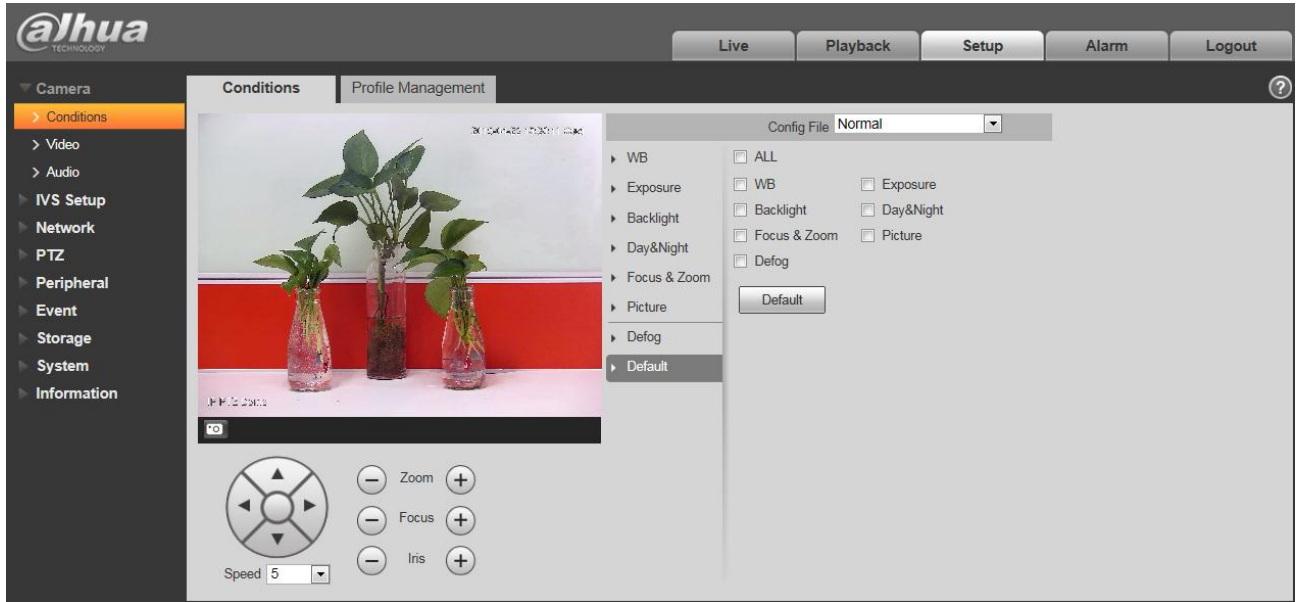 alhua
TECHNOLOGY
Live Playback Setup Alarm Logout
Camera
Conditions
Video
Audio
IVS Setup
Network
PTZ
Peripheral
Event
Storage
System
Information
Conditions Profile Management
Config File Normal
WB
Exposure
Backlight
Day&Night
Focus & Zoom
Picture
Defog
Default
ALL
WB Exposure
Backlight Day&Night
Focus & Zoom Picture
Defog
Default
Zoom
Focus
Iris
Speed 5